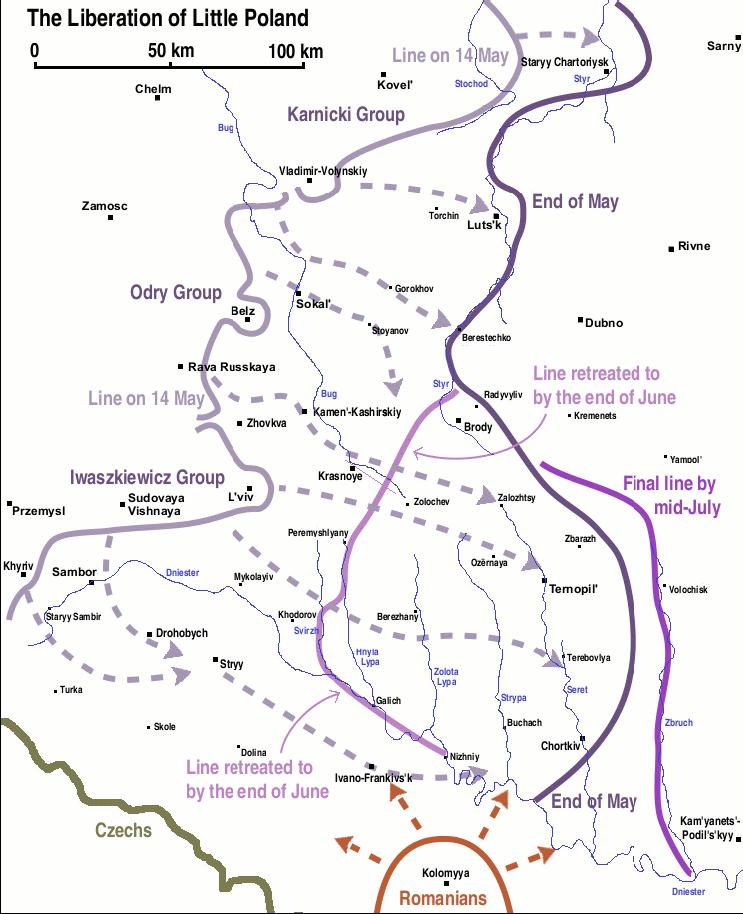 The Liberation of Little Poland
0 50 km 100 km
Line on 14 May
Sarny
Staryy Chartoriysk
Styr
Stochod
Kovel'
Chelm
Karnicki Group
Bug
Vladimir-Volynskiy
Zamosc
Torchin
Luts'k
End of May
Rivne
Odry Group
Gorokhov
Sokal'
Belz
Stoyanov
Dubno
Berestechko
Rava Russkaya
Line retreated to
by the end of June
Styr
Radyvyliv
Line on 14 May
Bug
Kamen'-Kashirskiy
Kremenets
Zhovkva
Brody
Yampol'
Iwaszkiewicz Group
Krasnoye
Final line by
mid-July
L'viv
Sudovaya
Vishnaya
Przemysl
Zolochev
Zalozhtsy
Peremyshlyany
Zbarazh
Khyriv
Sambor
Dniester
Mykolayiv
Ozërnaya
Ternopil'
Volochisk
Staryy Sambir
Khodorov
Berezhany
Svirzh
Drohobych
Hnyla
Lypa
Stryy
Terebovlya
Zolota
Lypa
Turka
Seret
Strypa
Galich
Skole
Buchach
Zbruch
Dolina
Chortkiv
Nizhniy
Line retreated to
by the end of June
Ivano-Frankivs'k
End of May
Czechs
Kam'yanets'-
Podil's'kyy
Kolomyya
Romanians
Dniester